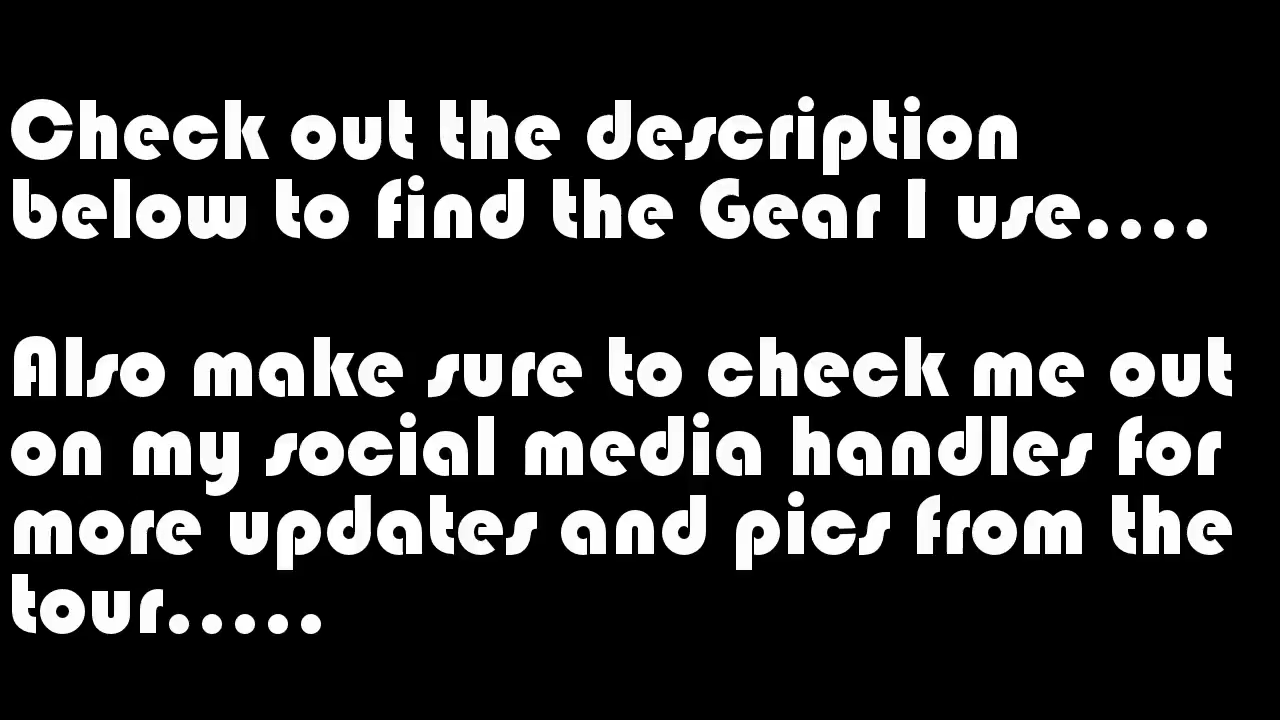 Check out the description
below to find the Gear I use....
Also make sure to check me out
on my social media handles for
more updates and pics from the
tour.....